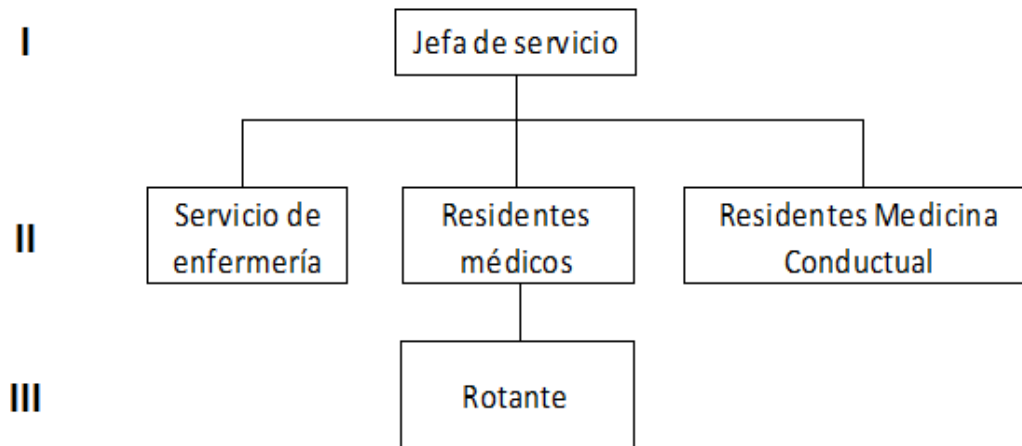 I
Jefa de servicio
II
Servicio de
enfermería
Residentes
médicos
Residentes Medicina
Conductual
III
Rotante